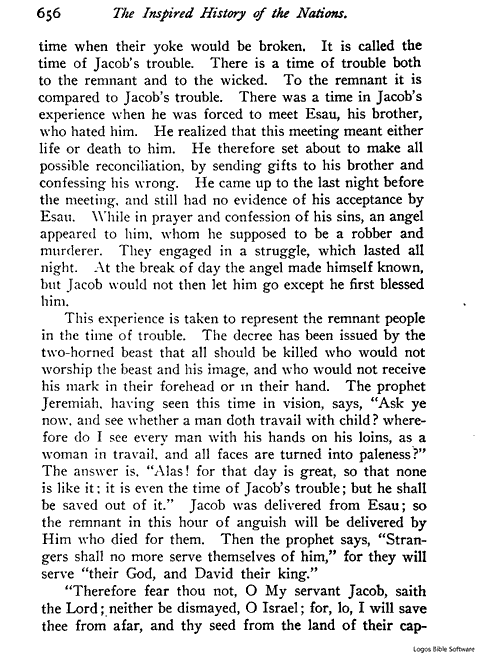 656 The Inspired History of the Nations.
time when their yoke would be broken. It is called the
time of Jacob's trouble. There is a time of trouble both
to the remnant and to the wicked. To the remnant it is
compared to Jacob's trouble. There was a time in Jacob's
experience when he was forced to meet Esau, his brother,
who hated him. He realized that this meeting meant either
life or death to him. He therefore set about to make all
possible reconciliation, by sending gifts to his brother and
confessing his wrong. He came up to the last night before
the meeting, and still had no evidence of his acceptance by
Esau. While in prayer and confession of his sins, an angel
appeared to him, whom he supposed to be a robber and
murderer. They engaged in a struggle, which lasted all
night. At the break of day the angel made himself known,
but Jacob would not then let him go except he first blessed
him.
This experience is taken to represent the remnant people
in the time of trouble. The decree has been issued by the
two-horned beast that all should be killed who would not
worship the beast and his image, and who would not receive
his mark in their forehead or in their hand. The prophet
Jeremiah, having seen this time in vision, says, "Ask ye
now, and see whether a man doth travail with child? where-
fore do I see every man with his hands on his loins, as a
woman in travail, and all faces are turned into paleness?"
The answer is, "Alas! for that day is great, so that none
is like it; it is even the time of Jacob's trouble; but he shall
be saved out of it." Jacob was delivered from Esau; so
the remnant in this hour of anguish will be delivered by
Him who died for them. Then the prophet says, "Stran-
gers shall no more serve themselves of him," for they will
serve "their God, and David their king."
"Therefore fear thou not, O My servant Jacob, saith
the Lord; neither be dismayed, O Israel; for, lo, I will save
thee from afar, and thy seed from the land of their cap-
Logos Bible Software